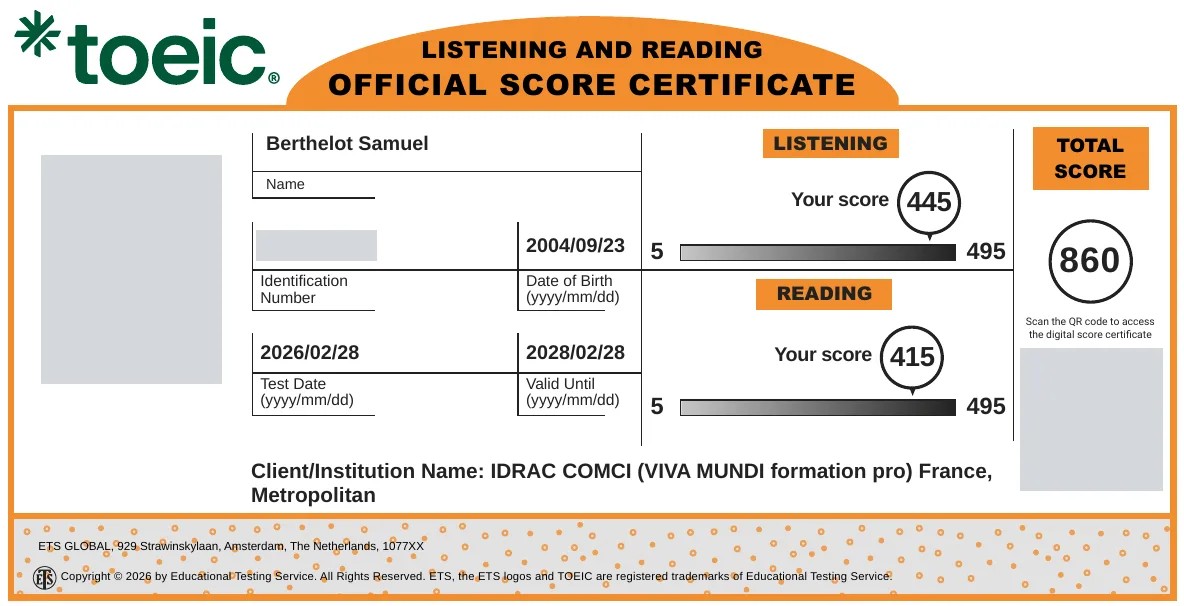 toeic®
LISTENING AND READING
OFFICIAL SCORE CERTIFICATE
Berthelot Samuel
Name
2004/09/23
Identification
Number
Date of Birth
(yyyy/mm/dd)
2026/02/28
Test Date
(yyyy/mm/dd)
2028/02/28
Valid Until
(yyyy/mm/dd)
LISTENING
Your score 445
5 495
READING
Your score 415
5 495
TOTAL
SCORE
860
Scan the QR code to access
the digital score certificate
Client/Institution Name: IDRAC COMCI (VIVA MUNDI formation pro) France,
Metropolitan
ETS GLOBAL, 929 Strawinskylaan, Amsterdam, The Netherlands, 1077XX
ETS Copyright © 2026 by Educational Testing Service. All Rights Reserved. ETS, the ETS logos and TOEIC are registered trademarks of Educational Testing Service.